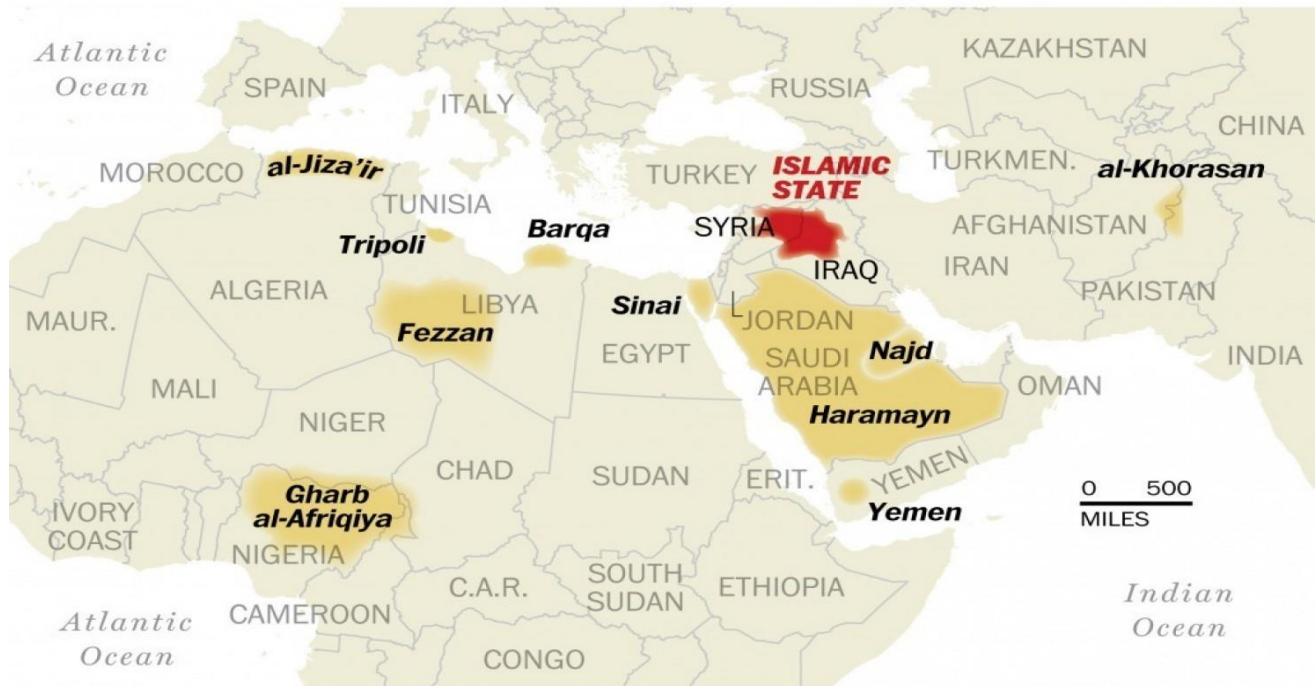 Atlantic
Ocean
KAZAKHSTAN
SPAIN
ITALY
RUSSIA
CHINA
MOROCCO
al-Jiza'ir
TURKEY
ISLAMIC
STATE
TURKMEN.
al-Khorasan
TUNISIA
Tripoli
Barqa
SYRIA
AFGHANISTAN
IRAQ
IRAN
ALGERIA
LIBYA
Sinai
PAKISTAN
MAUR.
Fezzan
EGYPT
JORDAN
SAUDI
ARABIA
Najd
INDIA
MALI
OMAN
NIGER
Haramayn
CHAD
SUDAN
ERIT.
YEMEN
Yemen
0 500
MILES
Gharb
al-Afriqiya
IVORY
COAST
NIGERIA
C.A.R.
SOUTH
SUDAN
ETHIOPIA
CAMEROON
Atlantic
Ocean
CONGO
Indian
Ocean